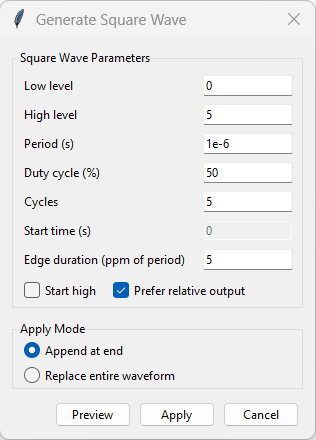 Generate Square Wave
Square Wave Parameters
Low level 0
High level 5
Period (s) 1e-6
Duty cycle (%) 50
Cycles 5
Start time (s) 0
Edge duration (ppm of period) 5
Start high Prefer relative output
Apply Mode
Append at end
Replace entire waveform
Preview Apply Cancel